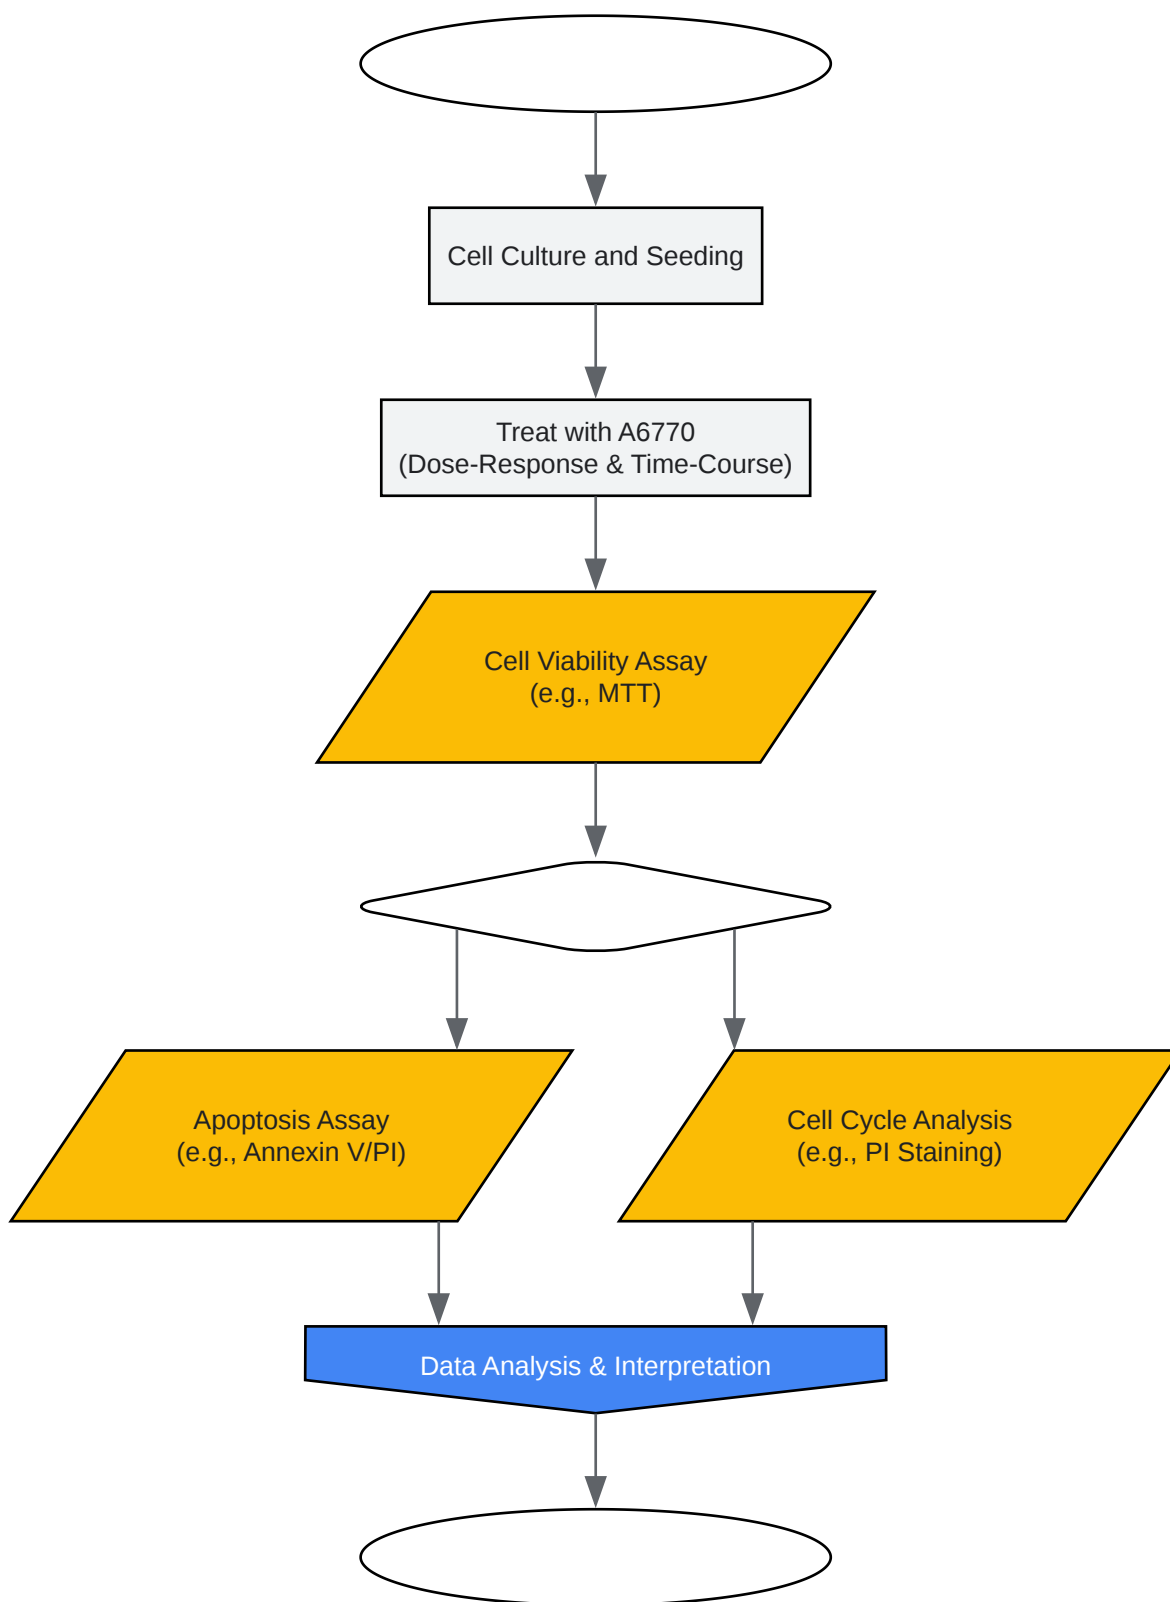 Cell Culture and Seeding
Treat with A6770
(Dose-Response & Time-Course)
Cell Viability Assay
(e.g., MTT)
Apoptosis Assay
(e.g., Annexin V/PI)
Cell Cycle Analysis
(e.g., PI Staining)
Data Analysis & Interpretation